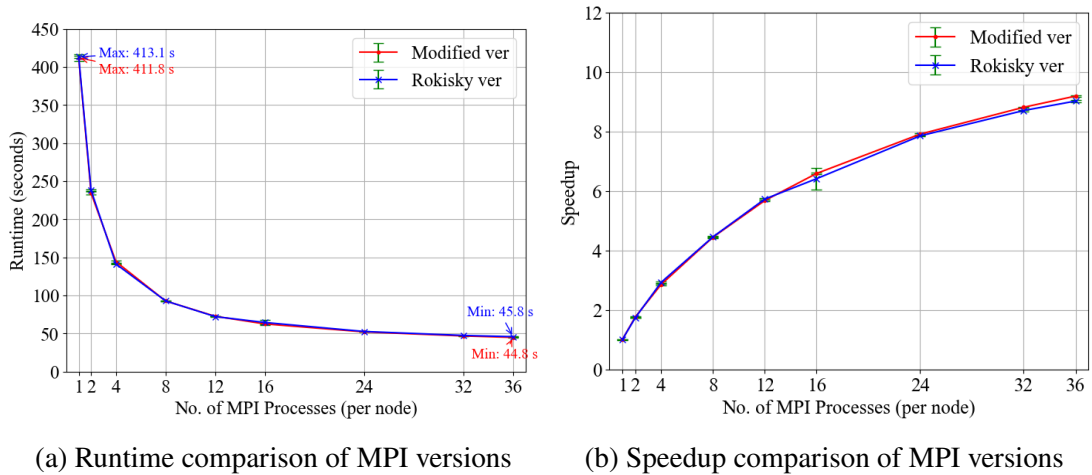 450
400
350
300
250
200
150
100
50
0
Runtime (seconds)
Max: 413.1 s
Max: 411.8 s
Modified ver
Rokisky ver
Min: 45.8 s
Min: 44.8 s
1 2 4 8 12 16 24 32 36
No. of MPI Processes (per node)
(a) Runtime comparison of MPI versions
12
10
8
6
4
2
0
Speedup
Modified ver
Rokisky ver
1 2 4 8 12 16 24 32 36
No. of MPI Processes (per node)
(b) Speedup comparison of MPI versions